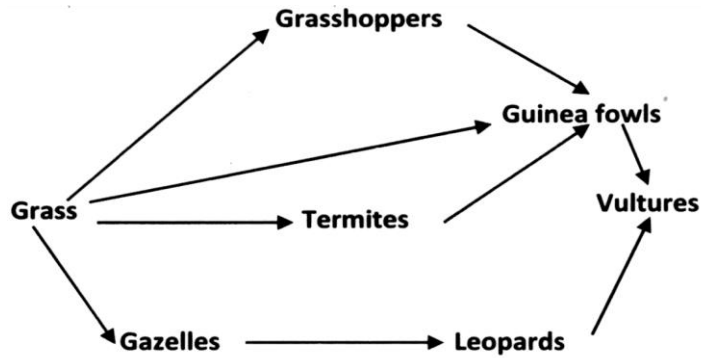 Grasshoppers
Guinea fowls
Grass
Termites
Vultures
Gazelles
Leopards